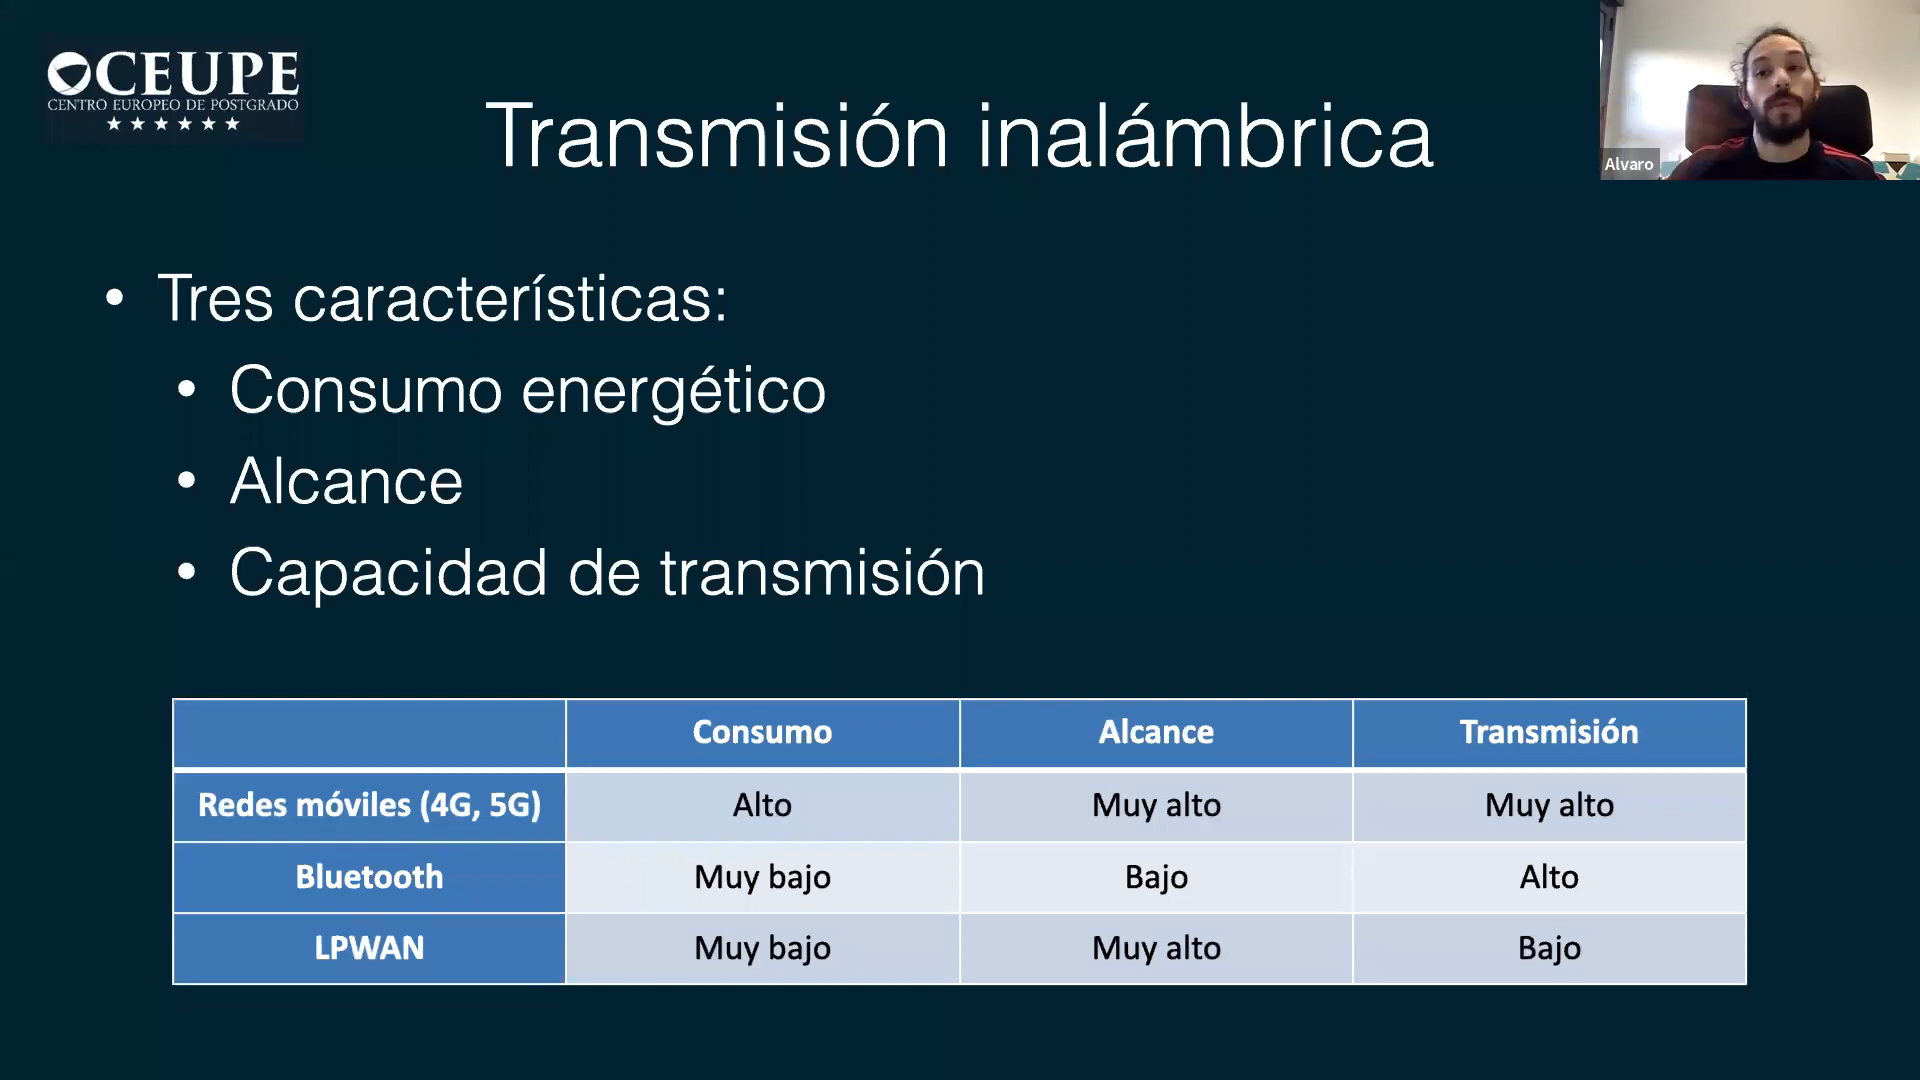 CEUPE
CENTRO EUROPEO DE POSTGRADO
Transmisión inalámbrica
Alvaro
• Tres características:
• Consumo energético
• Alcance
• Capacidad de transmisión
Consumo Alcance Transmisión
Redes móviles (4G, 5G) Alto Muy alto Muy alto
Bluetooth Muy bajo Bajo Alto
LPWAN Muy bajo Muy alto Bajo